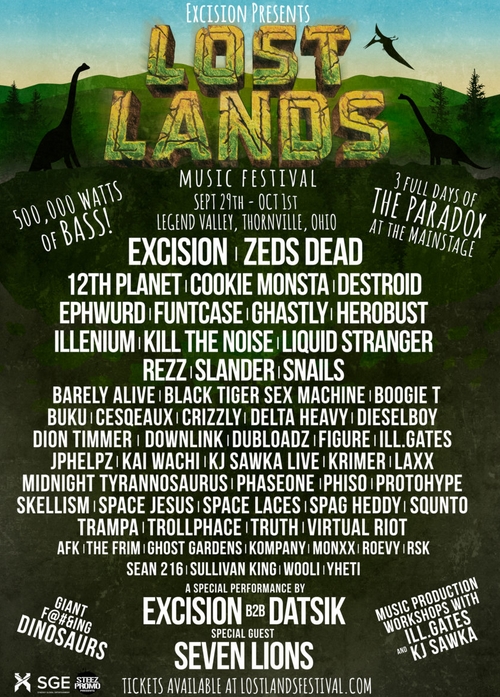 Excision Presents
LOST
LANDS
MUSIC FESTIVAL
SEPT 29TH - OCT 1ST
LEGEND VALLEY, THORNVILLE, OHIO
500,000 WATTS
OF BASS!
3 FULL DAYS OF
THE PARADOX
AT THE MAINSTAGE
EXCISION | ZEDS DEAD
12TH PLANET | COOKIE MONSTA | DESTROID
EPHWURD | FUNTCASE | GHASTLY | HEROBUST
ILLENIUM | KILL THE NOISE | LIQUID STRANGER
REZZ | SLANDER | SNAILS
BARELY ALIVE | BLACK TIGER SEX MACHINE | BOOGIE T
BUKU | CESQEAUX | CRIZZLY | DELTA HEAVY | DIESELBOY
DION TIMMER | DOWNLINK | DUBLOADZ | FIGURE | ILL.GATES
JPHELPZ | KAI WACHI | KJ SAWKA LIVE | KRIMER | LAXX
MIDNIGHT TYRANNOSAURUS | PHASEONE | PHISO | PROTOHYPE
SKELLISM | SPACE JESUS | SPACE LACES | SPAG HEDDY | SQUNTO
TRAMPA | TROLLPHACE | TRUTH | VIRTUAL RIOT
AFK | THE FRIM | GHOST GARDENS | KOMPANY | MONXX | ROEVY | RSK
SEAN 216 | SULLIVAN KING | WOOLI | YHETI
A SPECIAL PERFORMANCE BY
EXCISION B2B DATSIK
SPECIAL GUEST
SEVEN LIONS
GIANT
F@#&ING
DINOSAURS
MUSIC PRODUCTION
WORKSHOPS WITH
ILL.GATES
AND KJ SAWKA
SGE
STEEZ
PROMO
TICKETS AVAILABLE AT LOSTLANDSFESTIVAL.COM